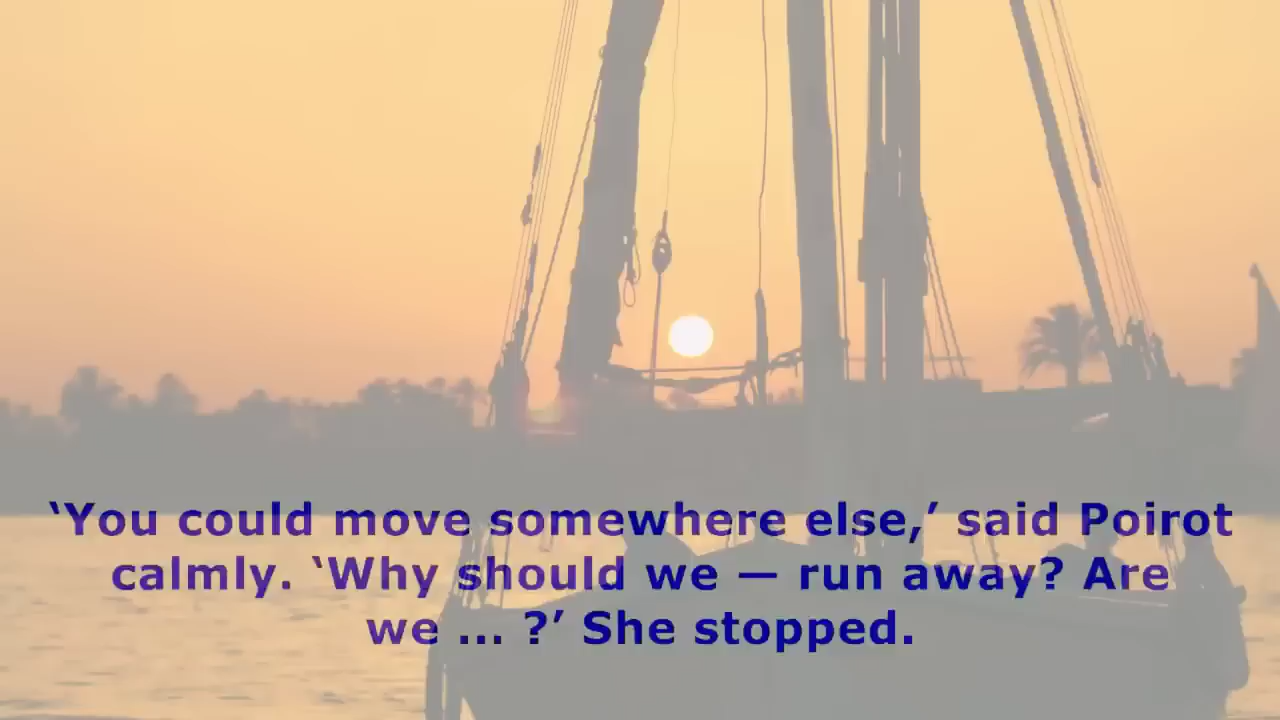 ‘You could move somewhere else,’ said Poirot
calmly. ‘Why should we — run away? Are
we ... ?’ She stopped.